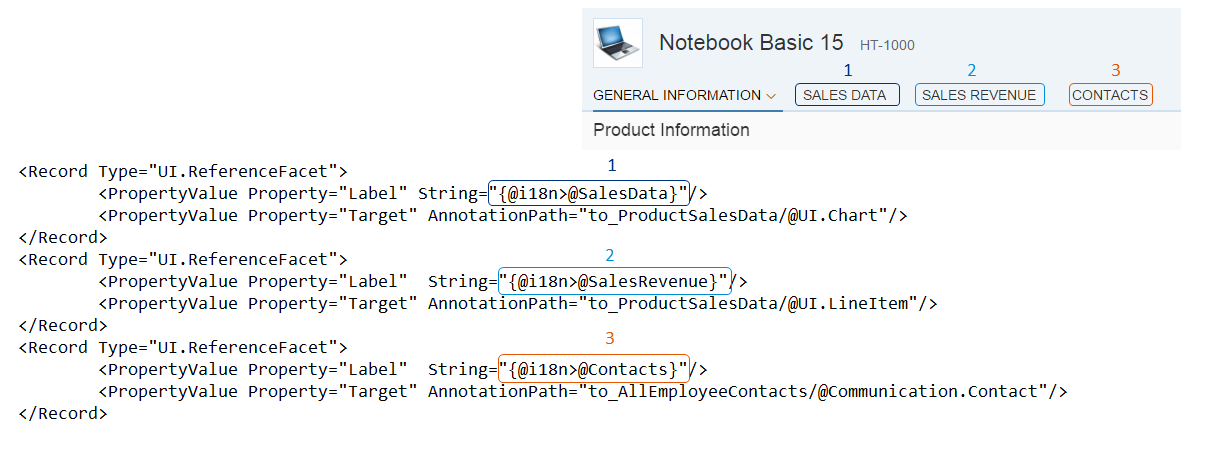 Notebook Basic 15 HT-1000
1 2 3
GENERAL INFORMATION SALES DATA SALES REVENUE CONTACTS
Product Information
1
<Record Type="UI.ReferenceFacet">
<PropertyValue Property="Label" String="{@i18n>@SalesData}"/>
<PropertyValue Property="Target" AnnotationPath="to_ProductSalesData/@UI.Chart"/>
</Record>
2
<Record Type="UI.ReferenceFacet">
<PropertyValue Property="Label"  String="{@i18n>@SalesRevenue}"/>
<PropertyValue Property="Target" AnnotationPath="to_ProductSalesData/@UI.LineItem"/>
</Record>
3
<Record Type="UI.ReferenceFacet">
<PropertyValue Property="Label"  String="{@i18n>@Contacts}"/>
<PropertyValue Property="Target" AnnotationPath="to_AllEmployeeContacts/@Communication.Contact"/>
</Record>